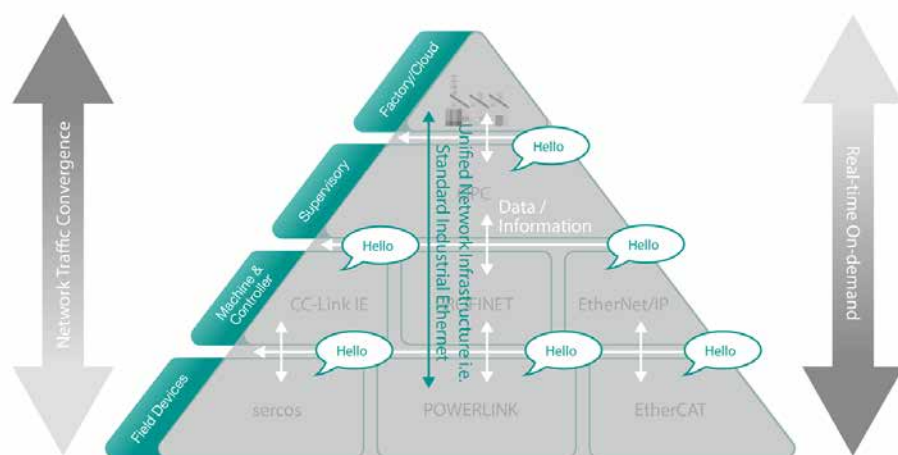 Factory/Cloud
Supervisory
Machine &
Controller
Field Devices
Network Traffic Convergence
Real-time On-demand
Unified Network Infrastructure i.e.
Standard Industrial Ethernet
Hello
Data /
Information
Hello
Hello
CC-Link IE
EtherNet/IP
Hello
Hello
Hello
sercos
POWERLINK
EtherCAT